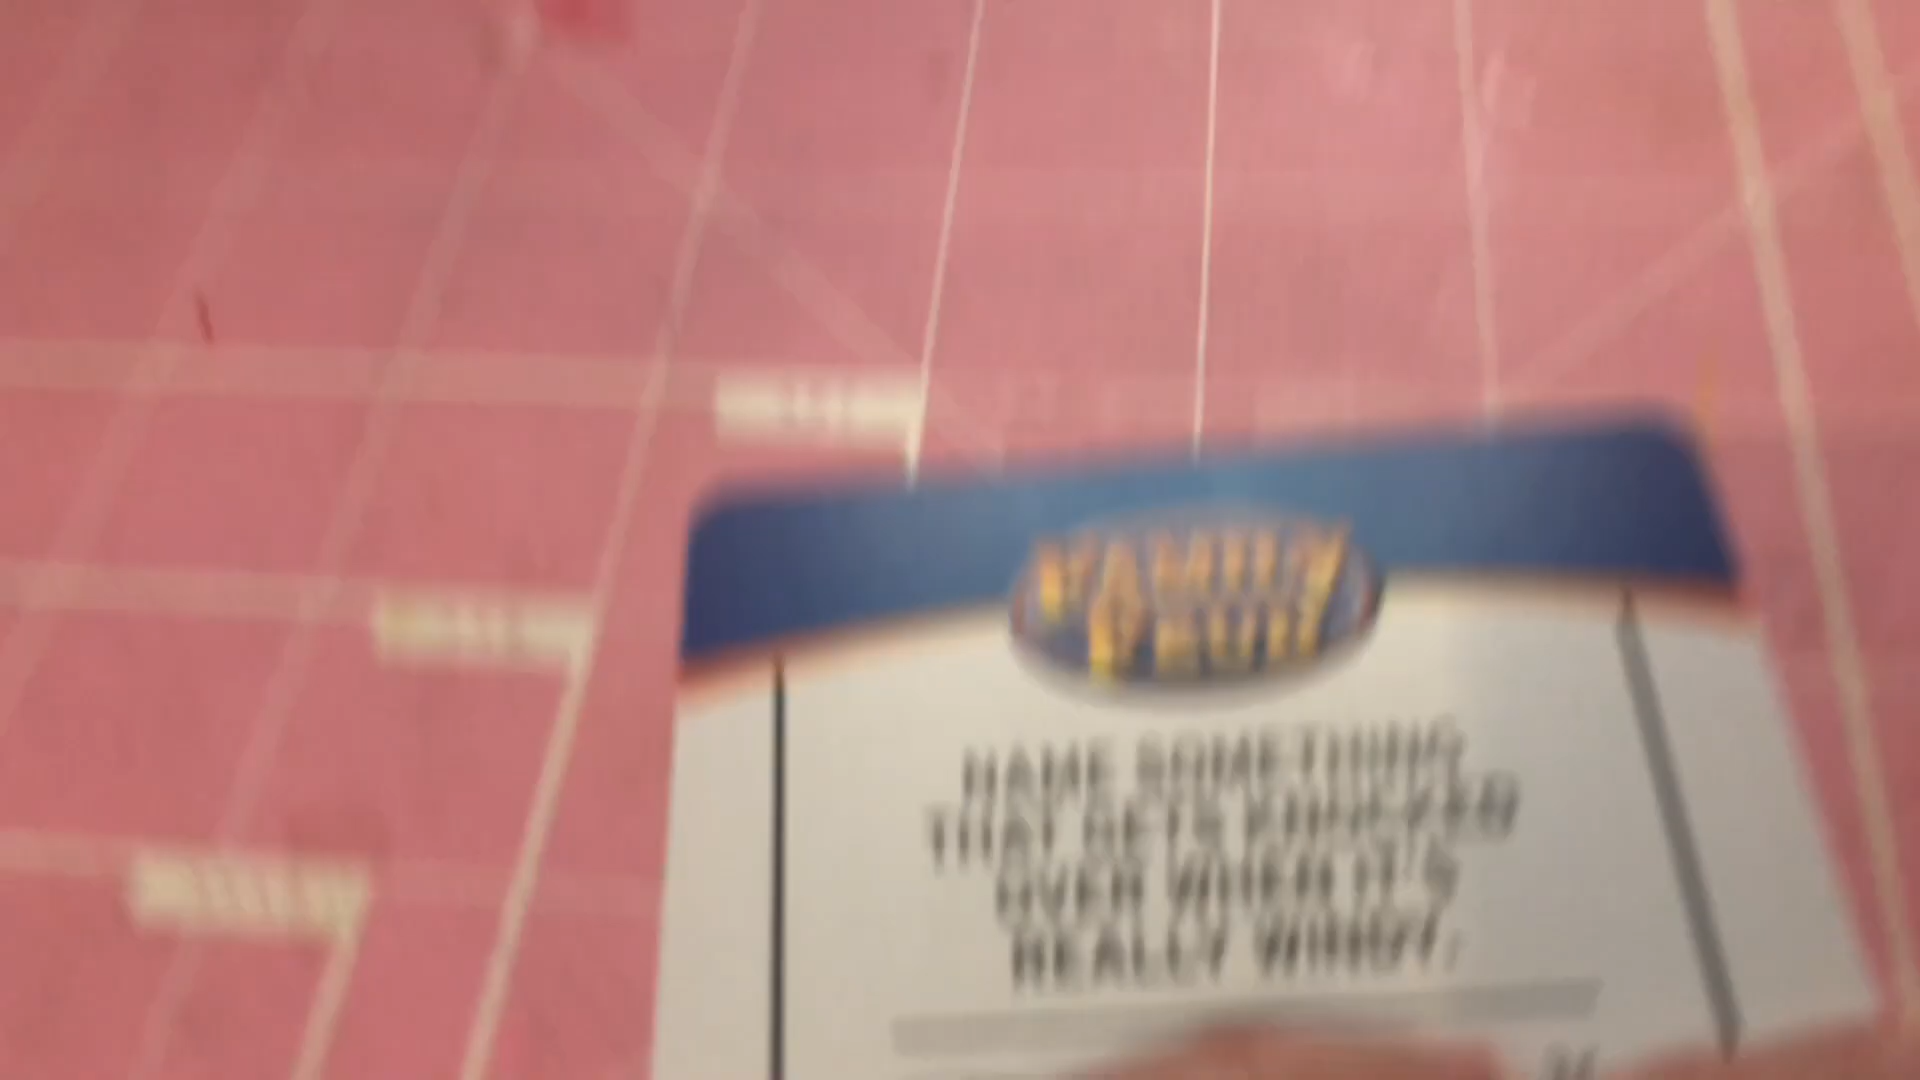 FAMILY
FEUD
NAME SOMETHING
THAT GETS KNOCKED
OVER WHEN IT'S
REALLY WINDY.